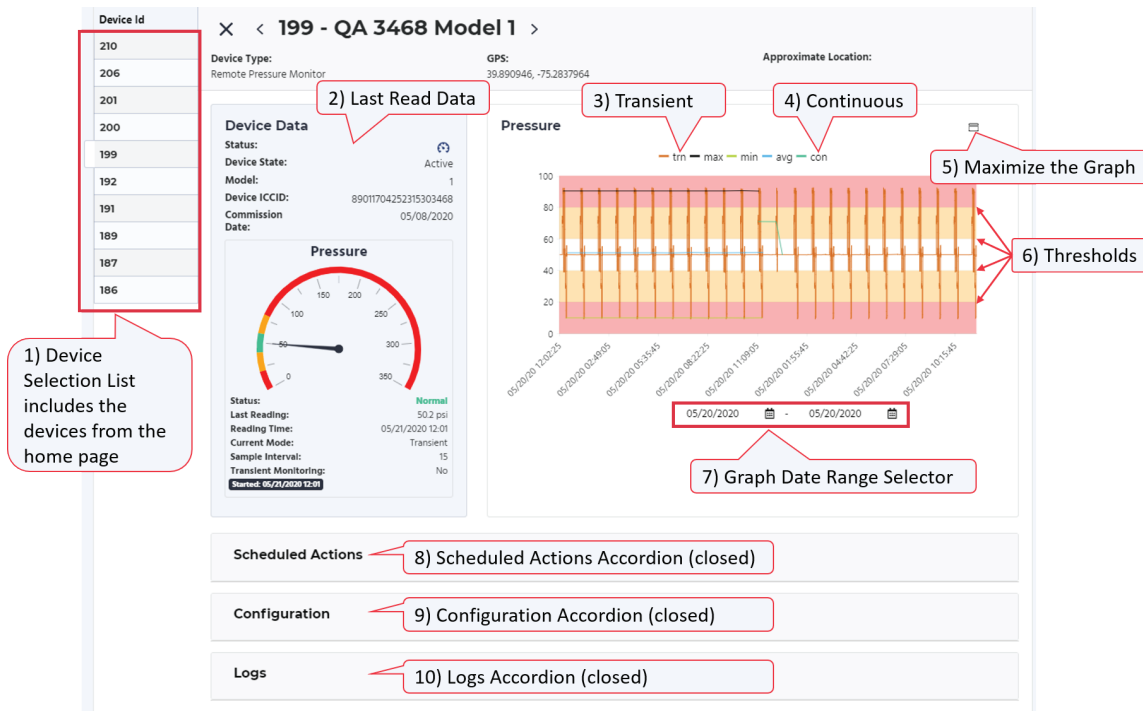 Device Id
210
206
201
200
199
192
191
189
187
186
1) Device
Selection List
includes the
devices from the
home page
199 - QA 3468 Model 1
Device Type:
Remote Pressure Monitor
GPS:
39.890946, -75.2837964
Approximate Location:
2) Last Read Data
3) Transient
4) Continuous
Device Data
Status:
Device State: Active
Model: 1
Device ICCID: 89011704252315303468
Commission
Date: 05/08/2020
Pressure
0
50
100
150
200
250
300
350
Status: Normal
Last Reading: 50.2 psi
Reading Time: 05/21/2020 12:01
Current Mode: Transient
Sample Interval: 15
Transient Monitoring: No
Started: 05/21/2020 12:01
Pressure
trn max min avg con
5) Maximize the Graph
100
80
60
40
20
0
6) Thresholds
05/20/20 12:02:25
05/20/20 02:49:05
05/20/20 05:35:45
05/20/20 08:22:25
05/20/20 11:09:05
05/20/20 01:55:45
05/20/20 04:42:25
05/20/20 07:29:05
05/20/20 10:15:45
05/20/2020 - 05/20/2020
7) Graph Date Range Selector
Scheduled Actions
8) Scheduled Actions Accordion (closed)
Configuration
9) Configuration Accordion (closed)
Logs
10) Logs Accordion (closed)